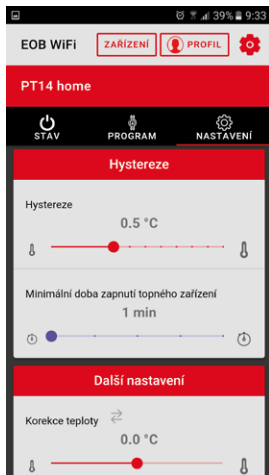 39% 9:33
EOB WiFi ZAŘÍZENÍ PROFIL
PT14 home
STAV PROGRAM NASTAVENÍ
Hystereze
Hystereze
0.5 °C
Minimální doba zapnutí topného zařízení
1 min
Další nastavení
Korekce teploty
0.0 °C